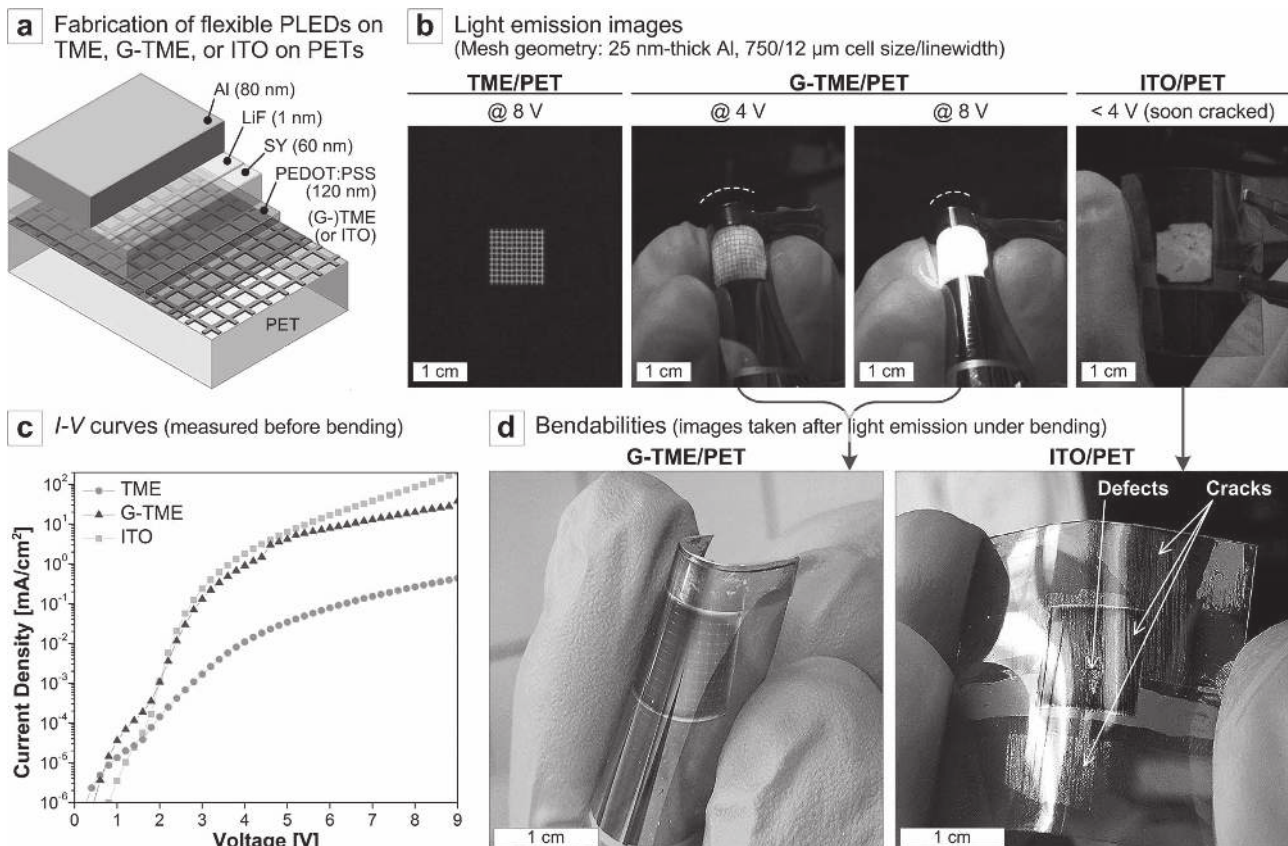 a Fabrication of flexible PLEDs on
TME, G-TME, or ITO on PETs
Al (80 nm)
LiF (1 nm)
SY (60 nm)
PEDOT:PSS
(120 nm)
(G-)TME
(or ITO)
PET
b Light emission images
(Mesh geometry: 25 nm-thick Al, 750/12 μm cell size/linewidth)
TME/PET G-TME/PET ITO/PET
@ 8 V @ 4 V @ 8 V < 4 V (soon cracked)
1 cm 1 cm 1 cm 1 cm
c I-V curves (measured before bending)
TME
G-TME
ITO
Current Density [mA/cm²]
10²
10¹
10⁰
10⁻¹
10⁻²
10⁻³
10⁻⁴
10⁻⁵
10⁻⁶
0 1 2 3 4 5 6 7 8 9
Voltage [V]
d Bendabilities (images taken after light emission under bending)
G-TME/PET ITO/PET
Defects Cracks
1 cm 1 cm